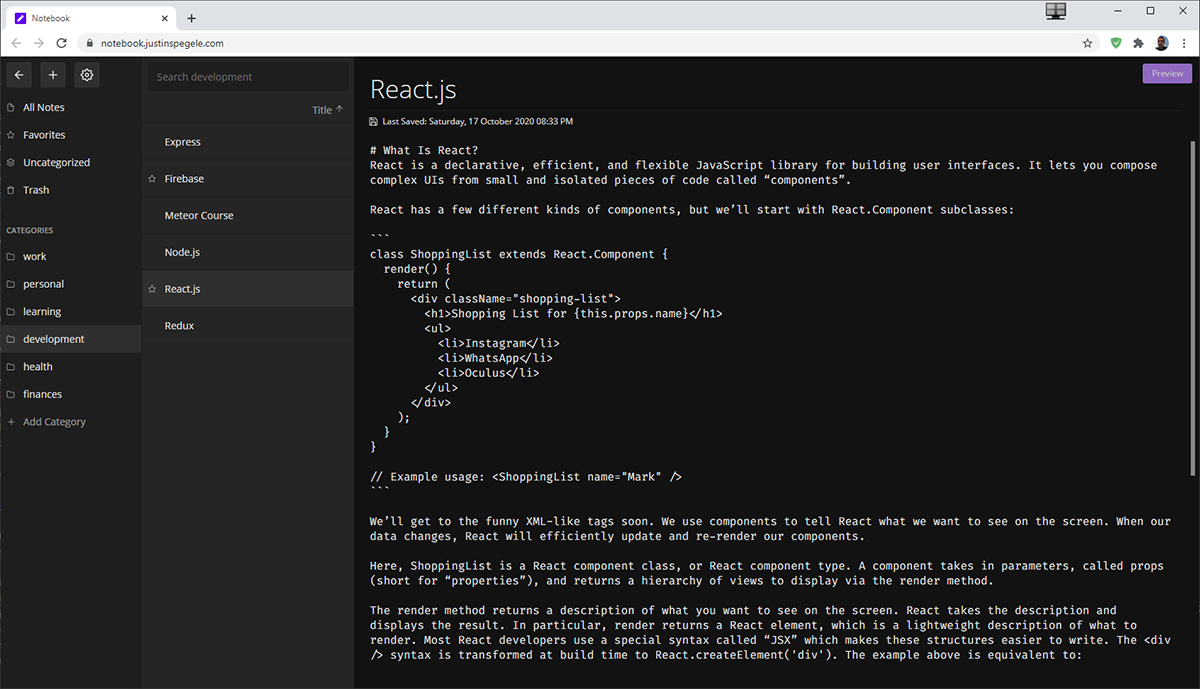 Notebook
notebook.justinspegele.com
All Notes
Favorites
Uncategorized
Trash
CATEGORIES
work
personal
learning
development
health
finances
Add Category
Search development
Title ↑
Express
Firebase
Meteor Course
Node.js
React.js
Redux
Preview
React.js
Last Saved: Saturday, 17 October 2020 08:33 PM
# What Is React?
React is a declarative, efficient, and flexible JavaScript library for building user interfaces. It lets you compose
complex UIs from small and isolated pieces of code called “components”.
React has a few different kinds of components, but we’ll start with React.Component subclasses:
```
class ShoppingList extends React.Component {
  render() {
    return (
      <div className="shopping-list">
        <h1>Shopping List for {this.props.name}</h1>
        <ul>
          <li>Instagram</li>
          <li>WhatsApp</li>
          <li>Oculus</li>
        </ul>
      </div>
    );
  }
}
// Example usage: <ShoppingList name="Mark" />
```
We’ll get to the funny XML-like tags soon. We use components to tell React what we want to see on the screen. When our
data changes, React will efficiently update and re-render our components.
Here, ShoppingList is a React component class, or React component type. A component takes in parameters, called props
(short for “properties”), and returns a hierarchy of views to display via the render method.
The render method returns a description of what you want to see on the screen. React takes the description and
displays the result. In particular, render returns a React element, which is a lightweight description of what to
render. Most React developers use a special syntax called “JSX” which makes these structures easier to write. The <div
/> syntax is transformed at build time to React.createElement('div'). The example above is equivalent to: